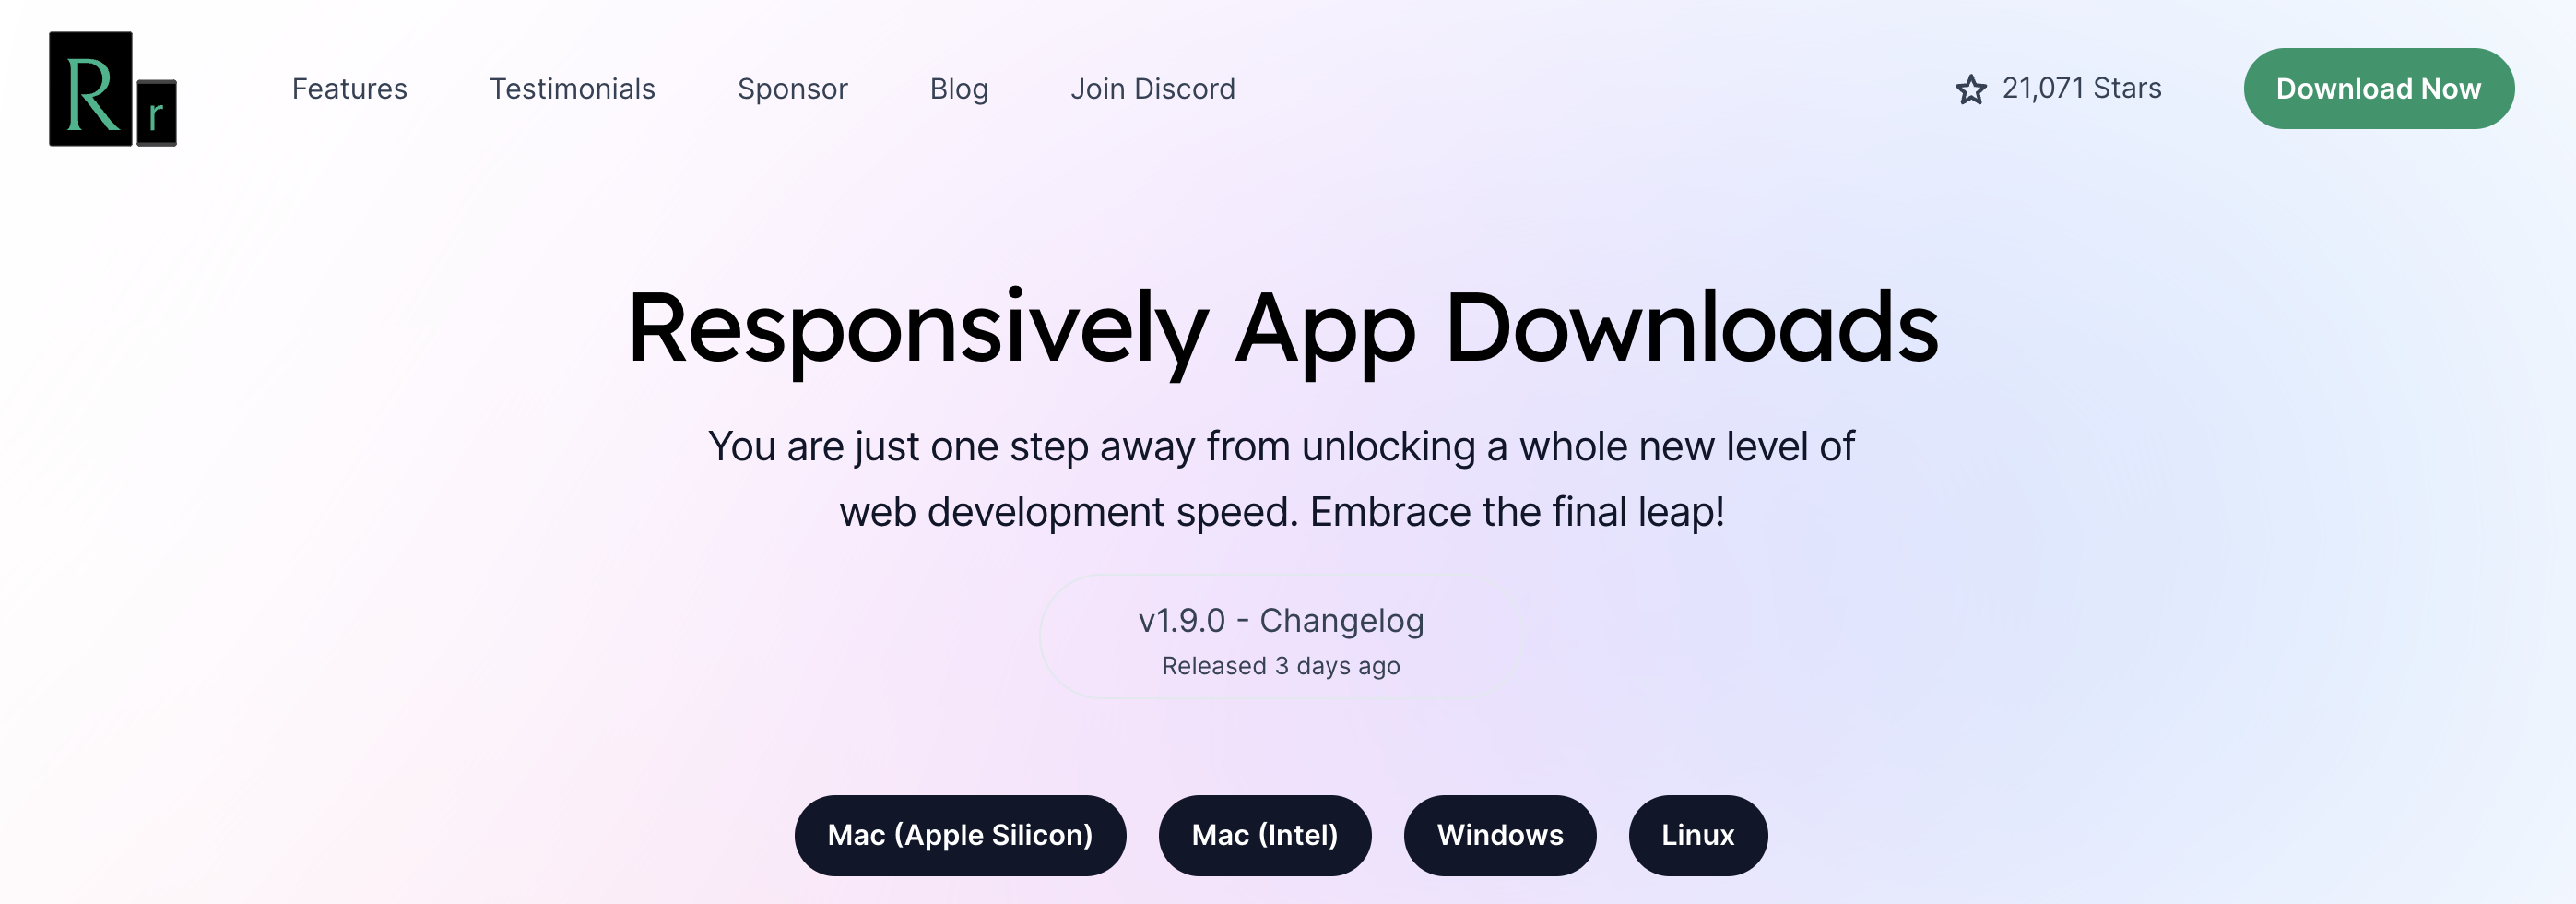 R r
Features Testimonials Sponsor Blog Join Discord 21,071 Stars Download Now
Responsively App Downloads
You are just one step away from unlocking a whole new level of
web development speed. Embrace the final leap!
v1.9.0 - Changelog
Released 3 days ago
Mac (Apple Silicon) Mac (Intel) Windows Linux